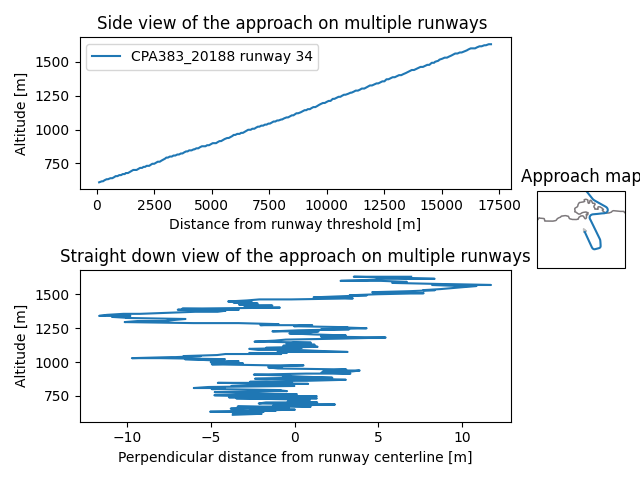 Side view of the approach on multiple runways
CPA383_20188 runway 34
Altitude [m]
1500
1250
1000
750
0
2500
5000
7500
10000
12500
15000
17500
Distance from runway threshold [m]
Approach map
Straight down view of the approach on multiple runways
Altitude [m]
1500
1250
1000
750
−10
−5
0
5
10
Perpendicular distance from runway centerline [m]